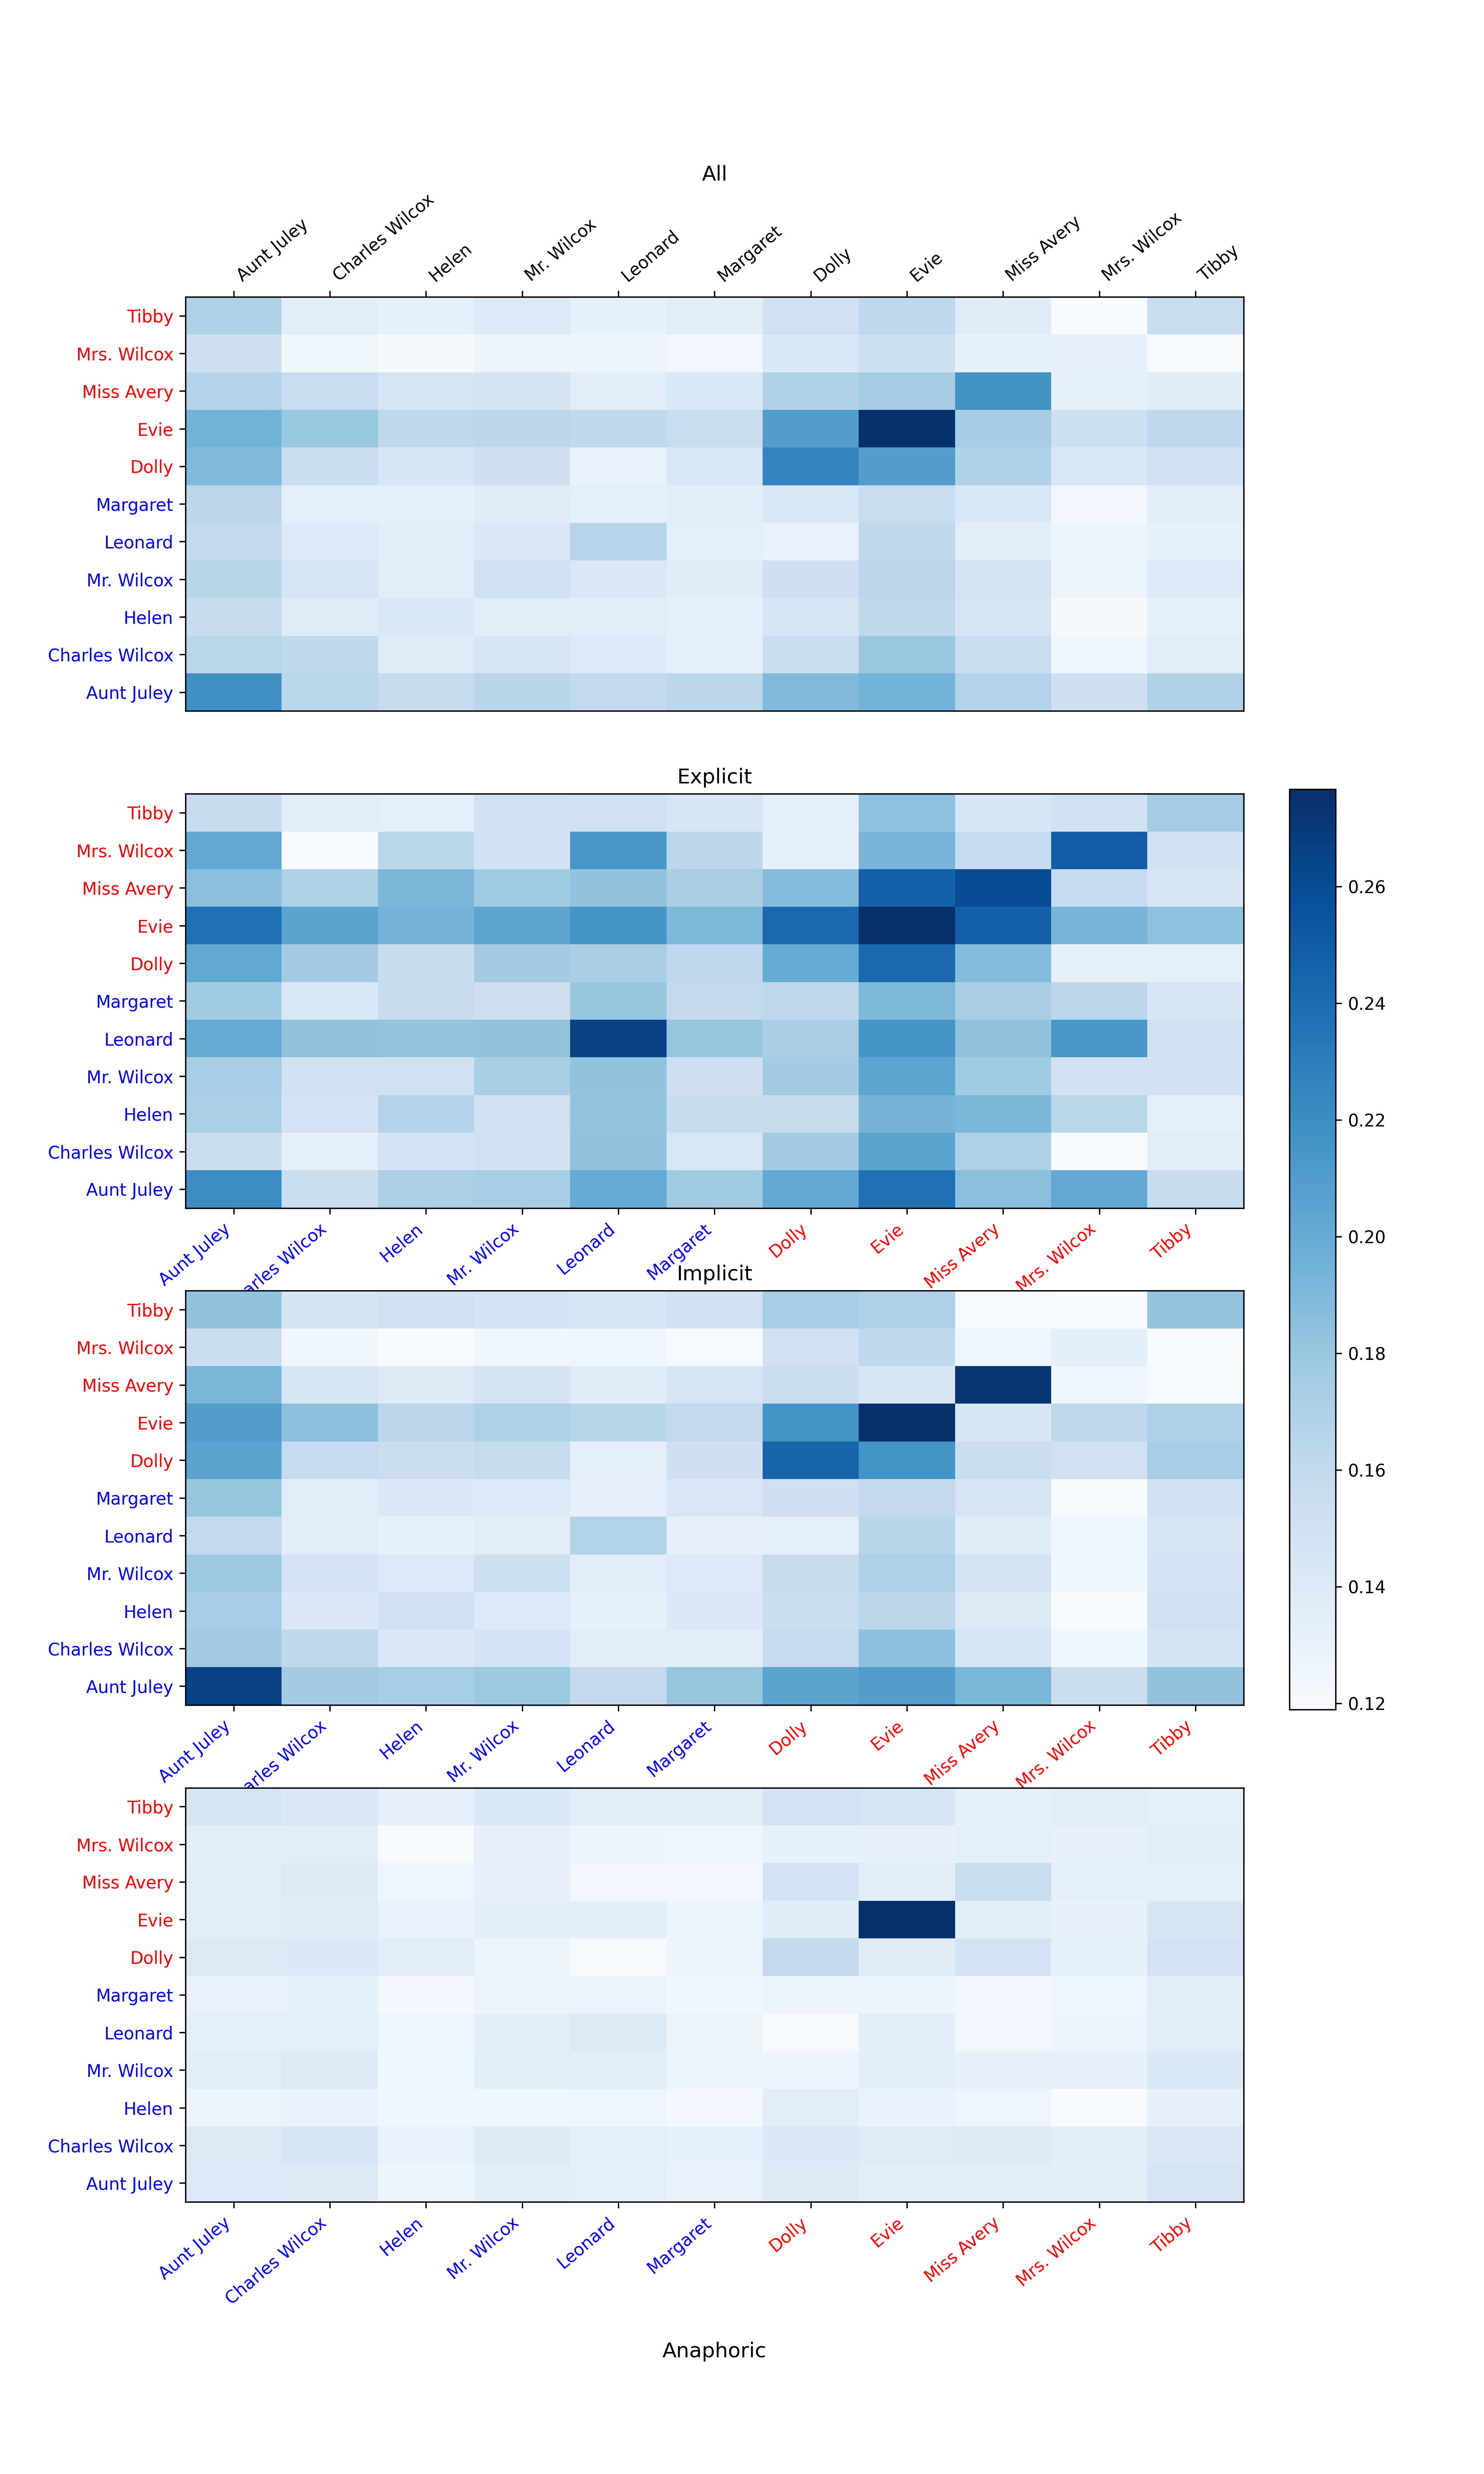 All
Aunt Juley
Charles Wilcox
Helen
Mr. Wilcox
Leonard
Margaret
Dolly
Evie
Miss Avery
Mrs. Wilcox
Tibby
Tibby
Mrs. Wilcox
Miss Avery
Evie
Dolly
Margaret
Leonard
Mr. Wilcox
Helen
Charles Wilcox
Aunt Juley
Explicit
Tibby
Mrs. Wilcox
Miss Avery
Evie
Dolly
Margaret
Leonard
Mr. Wilcox
Helen
Charles Wilcox
Aunt Juley
Aunt Juley
arles Wilcox
Helen
Mr. Wilcox
Leonard
Margaret
Dolly
Evie
Miss Avery
Mrs. Wilcox
Tibby
0.26
0.24
0.22
0.20
0.18
0.16
0.14
0.12
Implicit
Tibby
Mrs. Wilcox
Miss Avery
Evie
Dolly
Margaret
Leonard
Mr. Wilcox
Helen
Charles Wilcox
Aunt Juley
Aunt Juley
arles Wilcox
Helen
Mr. Wilcox
Leonard
Margaret
Dolly
Evie
Miss Avery
Mrs. Wilcox
Tibby
Tibby
Mrs. Wilcox
Miss Avery
Evie
Dolly
Margaret
Leonard
Mr. Wilcox
Helen
Charles Wilcox
Aunt Juley
Aunt Juley
Charles Wilcox
Helen
Mr. Wilcox
Leonard
Margaret
Dolly
Evie
Miss Avery
Mrs. Wilcox
Tibby
Anaphoric